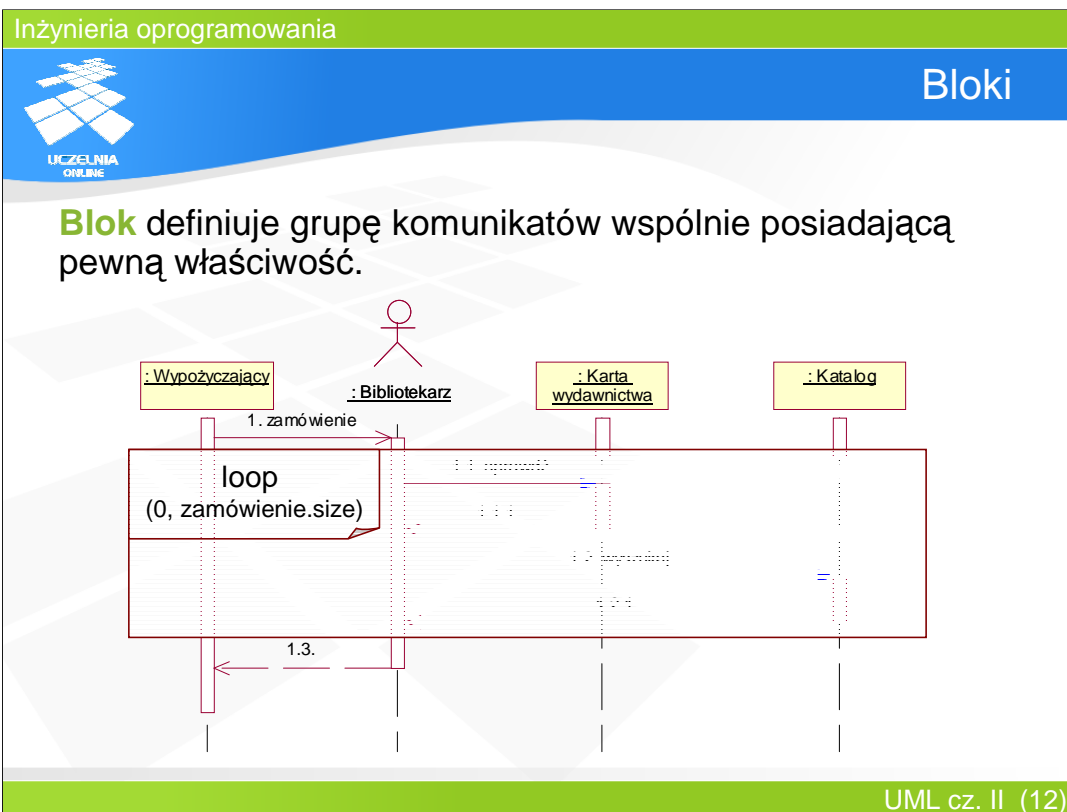 Inżynieria oprogramowania
Bloki
UCZELNIA
ONLINE
Blok definiuje grupę komunikatów wspólnie posiadającą
pewną właściwość.
: Wypożyczający
: Bibliotekarz
: Karta
wydawnictwa
: Katalog
1. zamówienie
loop
(0, zamówienie.size)
1.3.
UML cz. II (12)